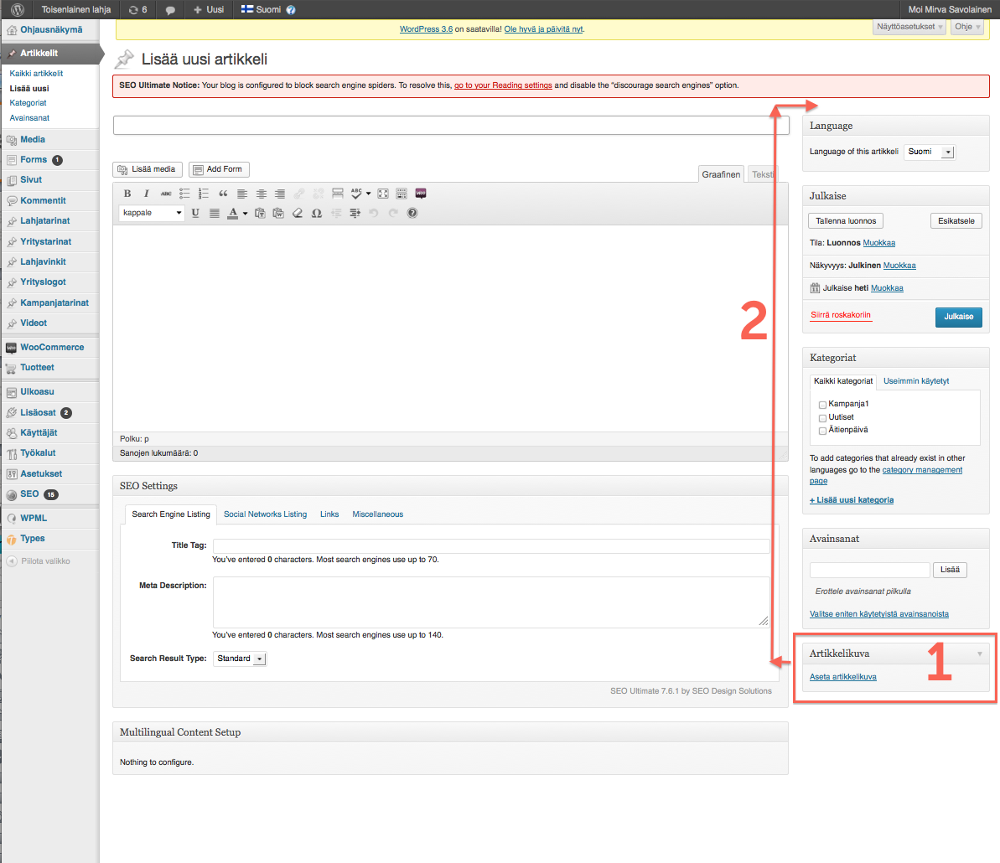 Toisenlainen lahja 6 Uusi Suomi Moi Mirva Savolainen
WordPress 3.6 on saatavilla! Ole hyvä ja päivitä nyt.
Näyttöasetukset Ohje
Ohjausnäkymä
Artikkelit
Kaikki artikkelit
Lisää uusi
Kategoriat
Avainsanat
Media
Forms 1
Sivut
Kommentit
Lahjatarinat
Yritystarinat
Lahjavinkit
Yrityslogot
Kampanjatarinat
Videot
WooCommerce
Tuotteet
Ulkoasu
Lisäosat 2
Käyttäjät
Työkalut
Asetukset
SEO 15
WPML
Types
Piilota valikko
Lisää uusi artikkeli
SEO Ultimate Notice: Your blog is configured to block search engine spiders. To resolve this, go to your Reading settings and disable the “discourage search engines” option.
Lisää media Add Form
Graafinen Teksti
B I ABC ABC
kappale U A
Polku: p
Sanojen lukumäärä: 0
2
SEO Settings
Search Engine Listing Social Networks Listing Links Miscellaneous
Title Tag:
You’ve entered 0 characters. Most search engines use up to 70.
Meta Description:
You’ve entered 0 characters. Most search engines use up to 140.
Search Result Type: Standard
SEO Ultimate 7.6.1 by SEO Design Solutions
Multilingual Content Setup
Nothing to configure.
Language
Language of this artikkeli Suomi
Julkaise
Tallenna luonnos Esikatsele
Tila: Luonnos Muokkaa
Näkyvyys: Julkinen Muokkaa
Julkaise heti Muokkaa
Siirrä roskakoriin Julkaise
Kategoriat
Kaikki kategoriat Useimmin käytetyt
Kampanja1
Uutiset
Äitienpäivä
To add categories that already exist in other
languages go to the category management
page
+ Lisää uusi kategoria
Avainsanat
Lisää
Erottele avainsanat pilkulla
Valitse eniten käytetyistä avainsanoista
Artikkelikuva
1
Aseta artikkelikuva